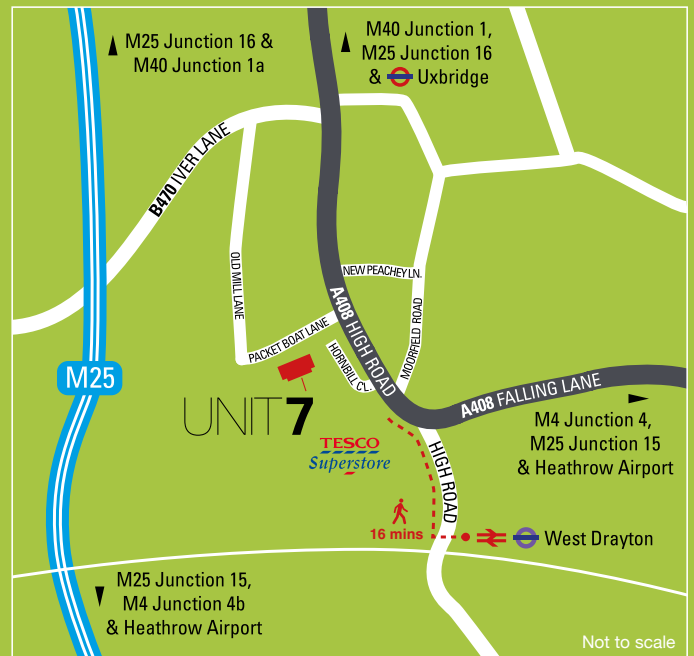 M25 Junction 16 &
M40 Junction 1a
M40 Junction 1,
M25 Junction 16
& Uxbridge
B470 IVER LANE
OLD MILL LANE
NEW PEACHEY LN.
A408 HIGH ROAD
PACKET BOAT LANE
HORNBILL CL.
MOORFIELD ROAD
M25
UNIT 7
A408 FALLING LANE
M4 Junction 4,
M25 Junction 15
& Heathrow Airport
TESCO
Superstore
HIGH ROAD
16 mins
West Drayton
M25 Junction 15,
M4 Junction 4b
& Heathrow Airport
Not to scale